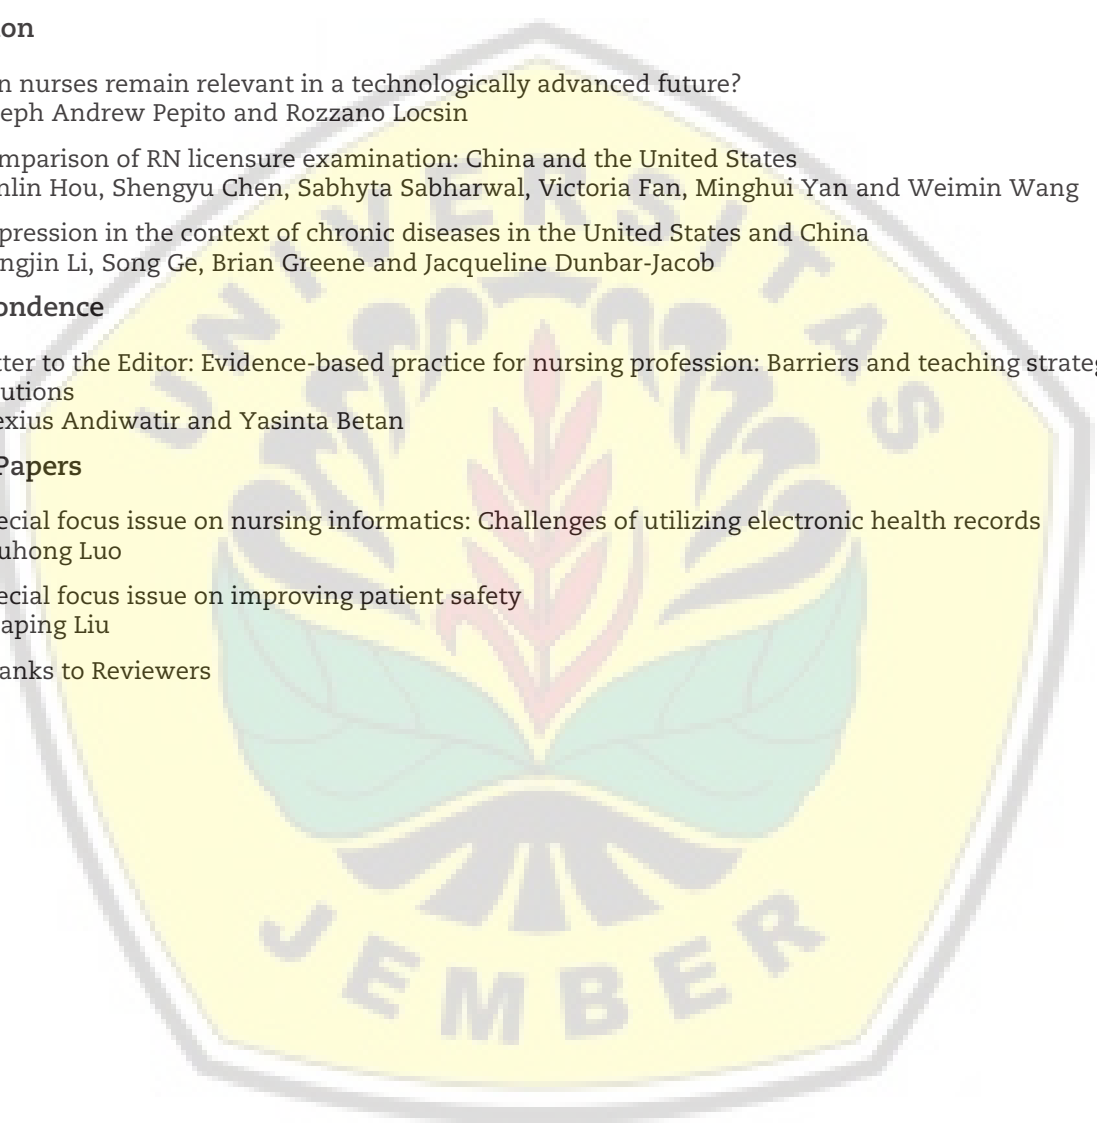 on
n nurses remain relevant in a technologically advanced future?
eph Andrew Pepito and Rozzano Locsin
mparison of RN licensure examination: China and the United States
nlin Hou, Shengyu Chen, Sabhyta Sabharwal, Victoria Fan, Minghui Yan and Weimin Wang
pression in the context of chronic diseases in the United States and China
ngjin Li, Song Ge, Brian Greene and Jacqueline Dunbar-Jacob
ondence
tter to the Editor: Evidence-based practice for nursing profession: Barriers and teaching strateg
utions
exius Andiwatir and Yasinta Betan
Papers
ecial focus issue on nursing informatics: Challenges of utilizing electronic health records
uhong Luo
ecial focus issue on improving patient safety
aping Liu
anks to Reviewers
UNIVERSITAS
JEMBER